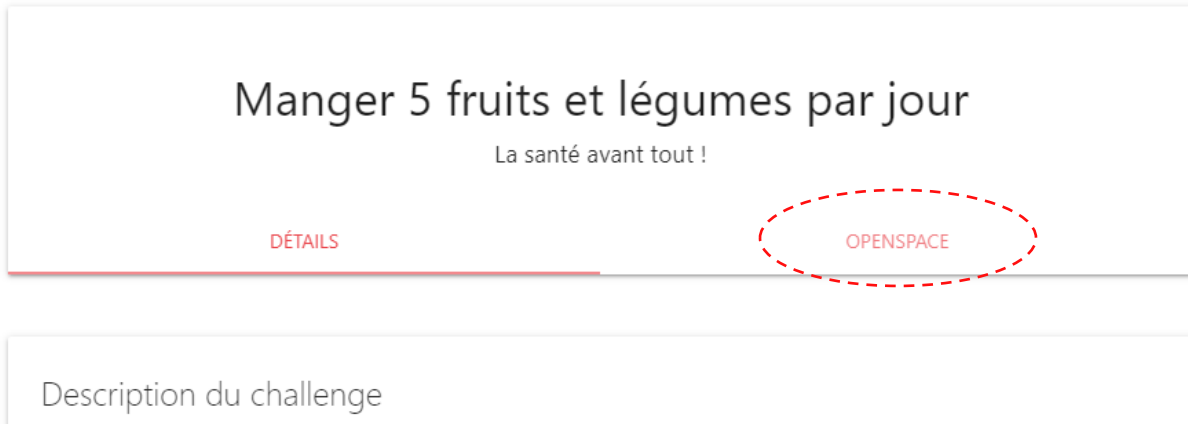 Manger 5 fruits et légumes par jour
La santé avant tout !
DÉTAILS
OPENSPACE
Description du challenge